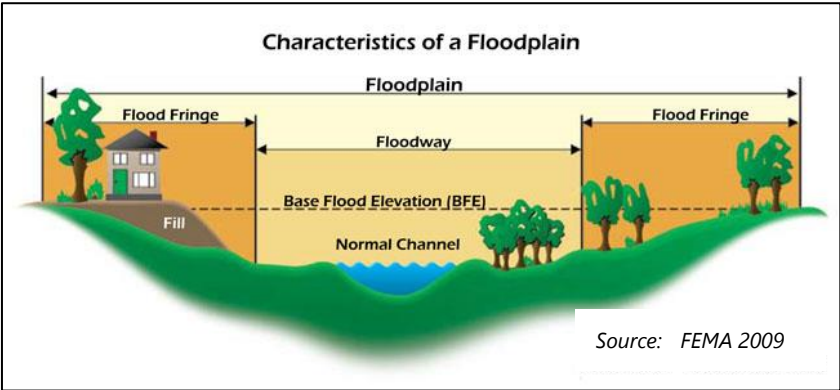 Characteristics of a Floodplain
Floodplain
Flood Fringe
Flood Fringe
Floodway
Base Flood Elevation (BFE)
Fill
Normal Channel
Source: FEMA 2009